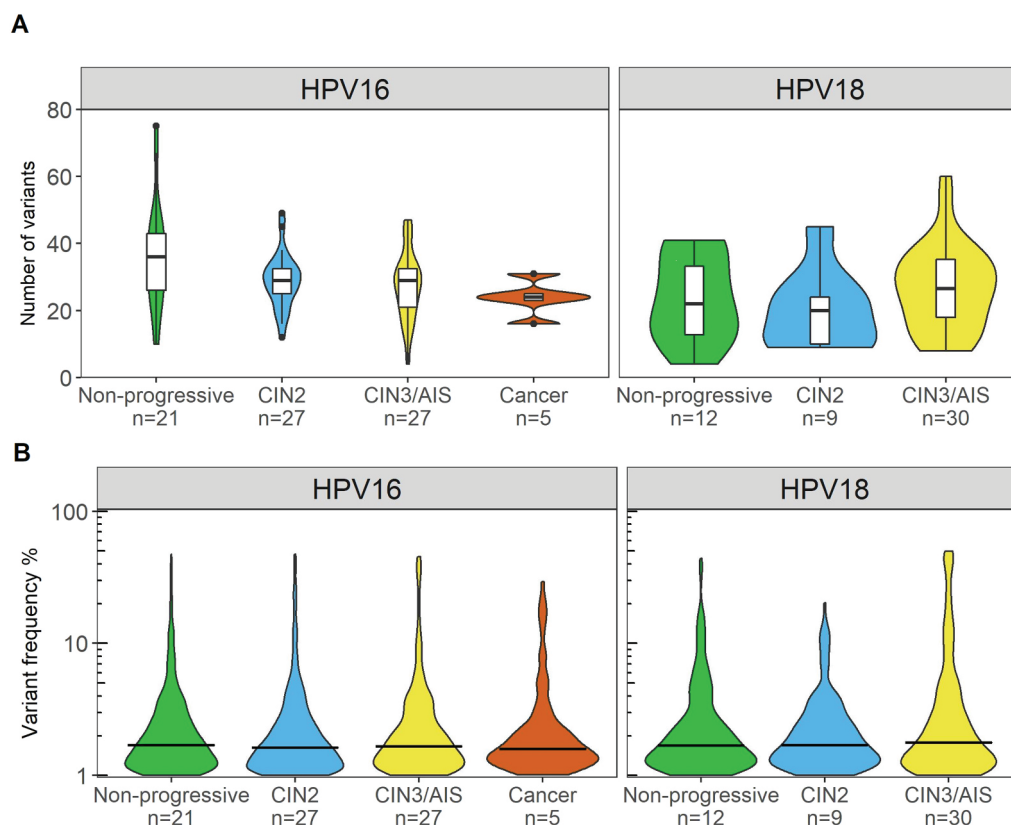 A
HPV16
HPV18
Number of variants
80
60
40
20
0
Non-progressive CIN2 CIN3/AIS Cancer
n=21 n=27 n=27 n=5
Non-progressive CIN2 CIN3/AIS
n=12 n=9 n=30
B
HPV16
HPV18
Variant frequency %
100
10
1
Non-progressive CIN2 CIN3/AIS Cancer
n=21 n=27 n=27 n=5
Non-progressive CIN2 CIN3/AIS
n=12 n=9 n=30